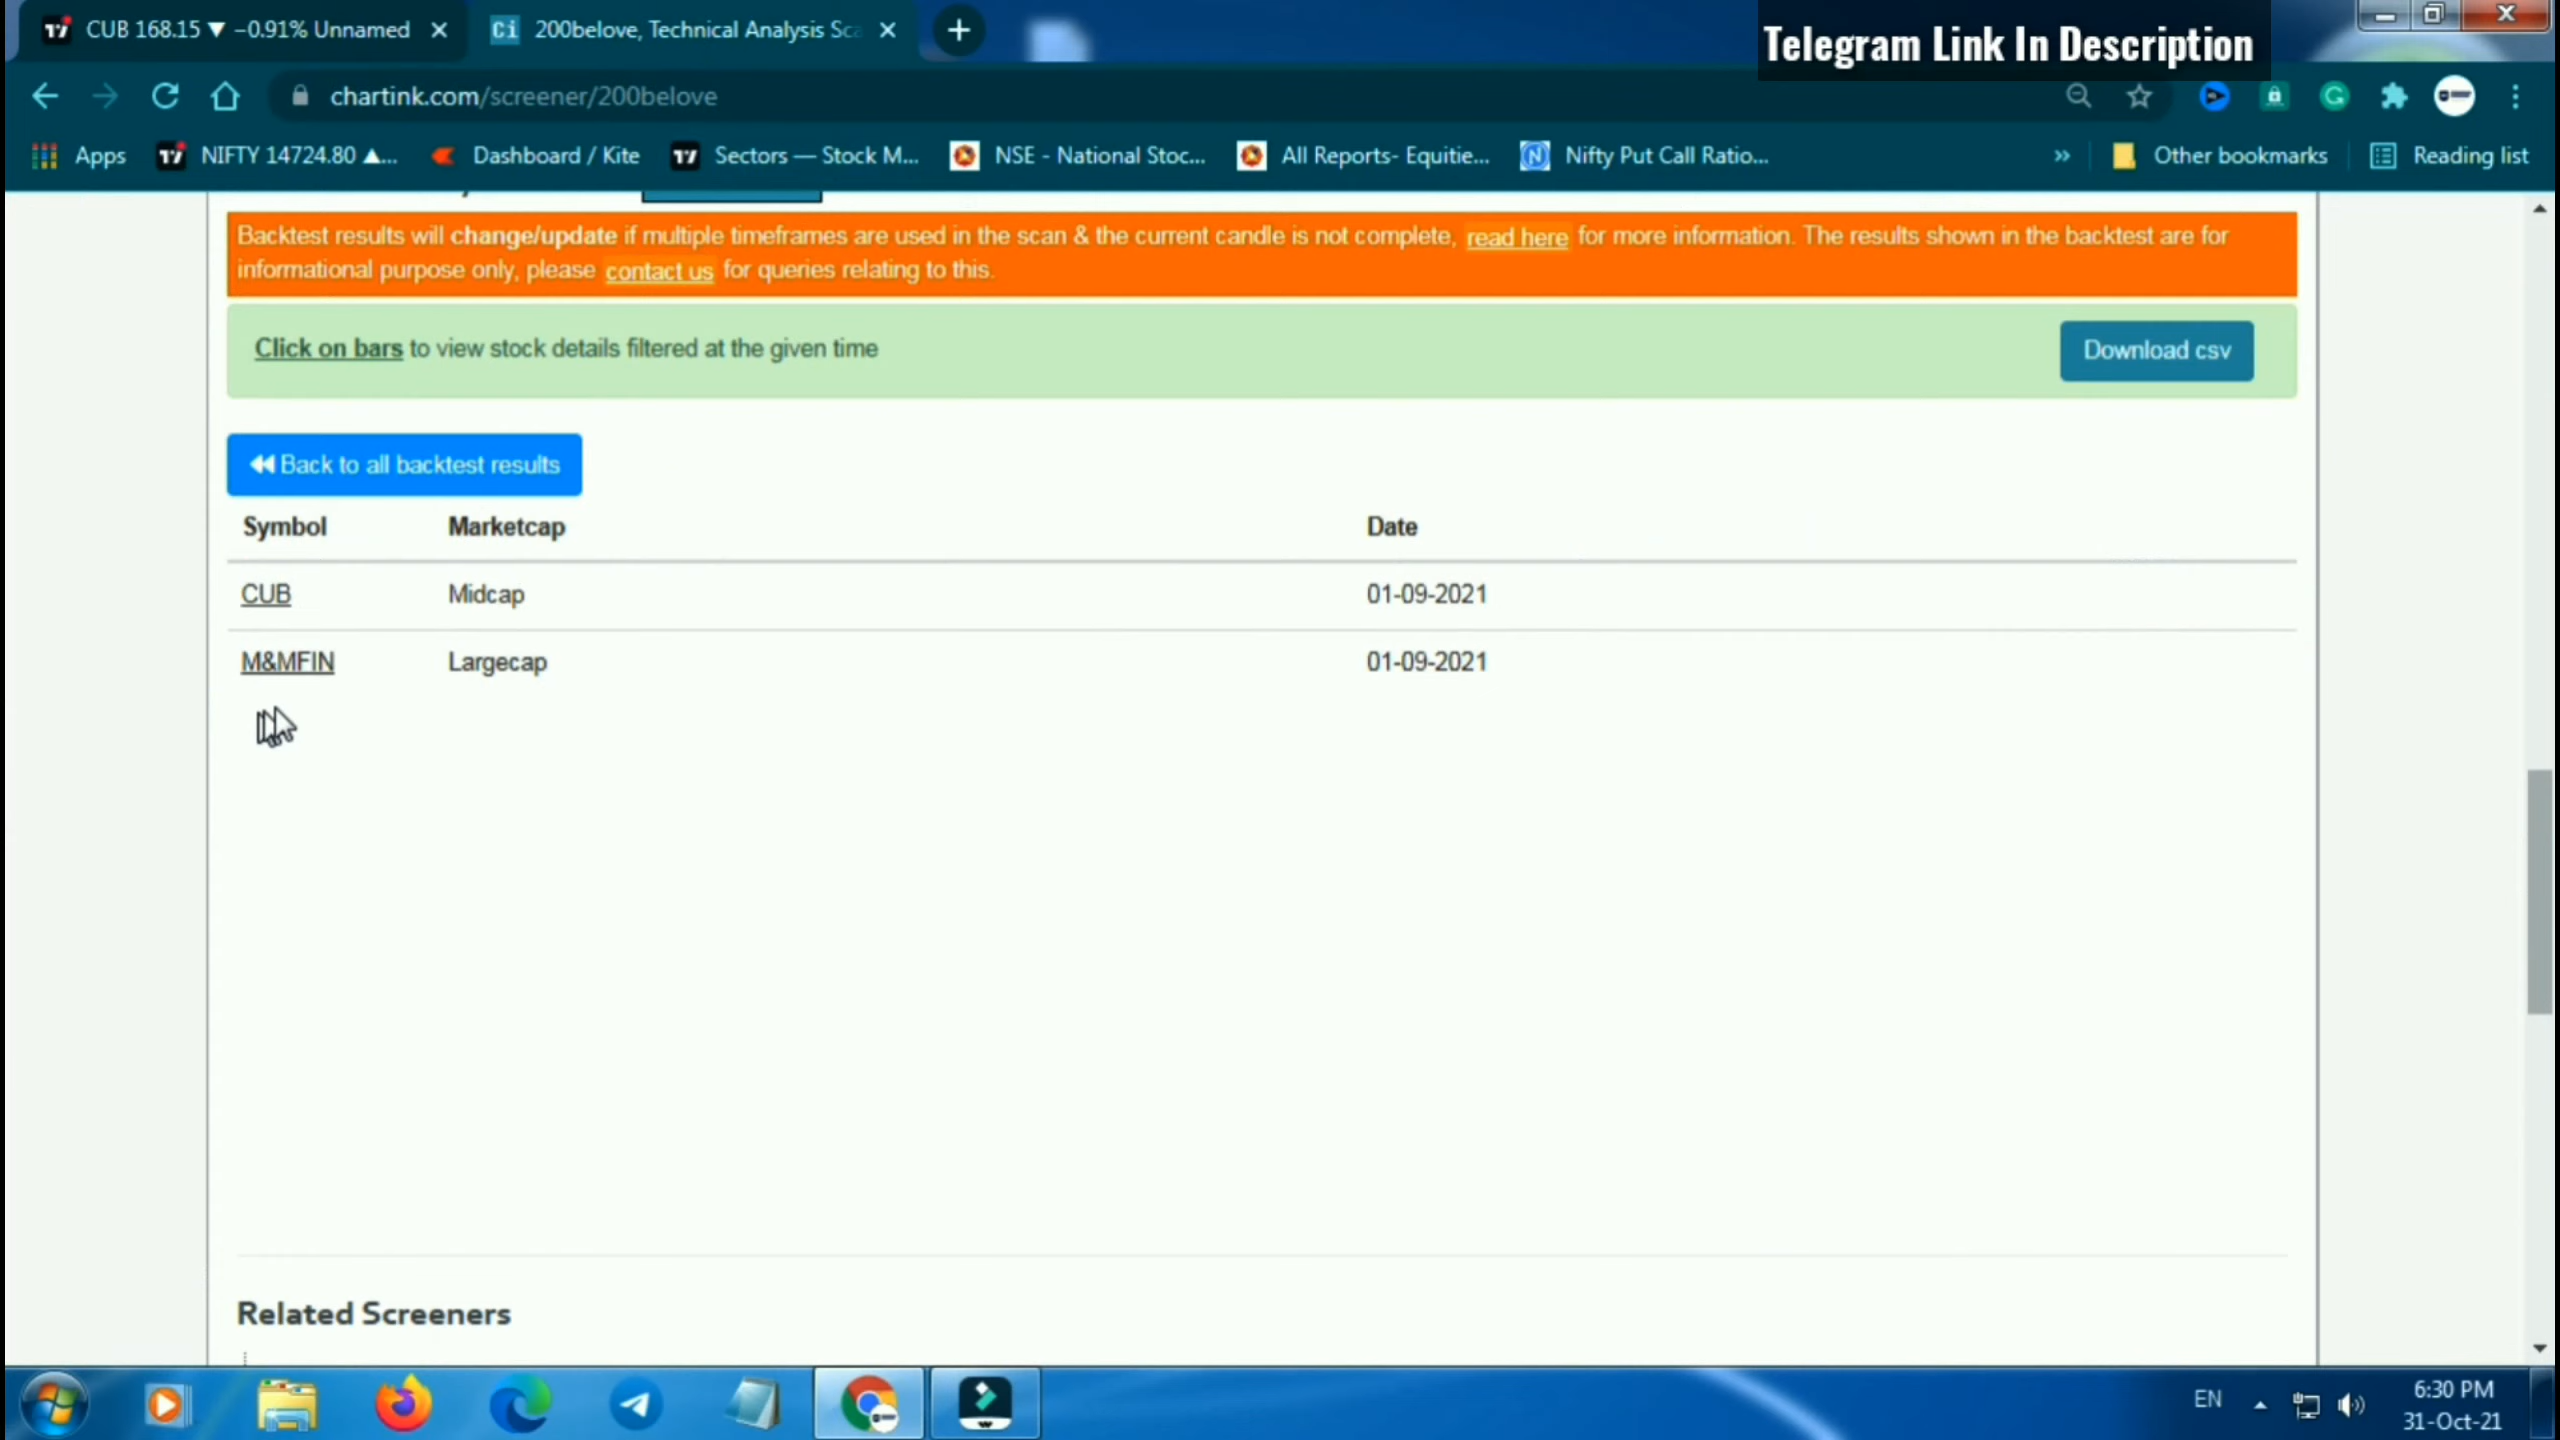 CUB 168.15 ▼ −0.91% Unnamed
200belove, Technical Analysis Sca
Telegram Link In Description
chartink.com/screener/200belove
Apps
NIFTY 14724.80 ▲...
Dashboard / Kite
Sectors — Stock M...
NSE - National Stoc...
All Reports- Equitie...
Nifty Put Call Ratio...
»
Other bookmarks
Reading list
Backtest results will change/update if multiple timeframes are used in the scan & the current candle is not complete, read here for more information. The results shown in the backtest are for
informational purpose only, please contact us for queries relating to this.
Click on bars to view stock details filtered at the given time
Download csv
Back to all backtest results
Symbol Marketcap Date
CUB Midcap 01-09-2021
M&MFIN Largecap 01-09-2021
Related Screeners
EN
6:30 PM
31-Oct-21